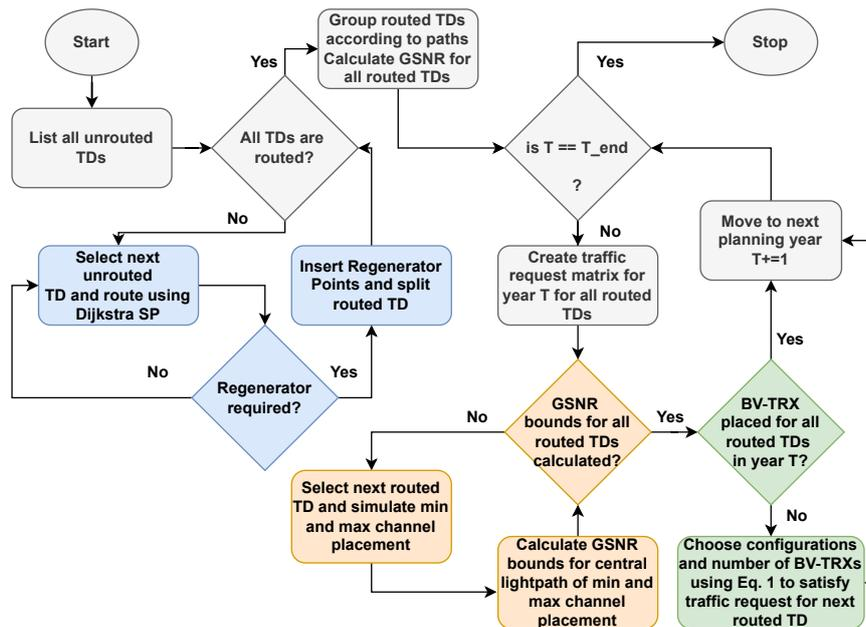 Start
List all unrouted
TDs
All TDs are
routed?
Yes
Group routed TDs
according to paths
Calculate GSNR for
all routed TDs
No
Select next
unrouted
TD and route using
Dijkstra SP
Regenerator
required?
No
Yes
Insert Regenerator
Points and split
routed TD
is T == T_end
?
Yes
Stop
No
Create traffic
request matrix for
year T for all routed
TDs
GSNR
bounds for all
routed TDs
calculated?
No
Select next routed
TD and simulate min
and max channel
placement
Calculate GSNR
bounds for central
lightpath of min and
max channel
placement
Yes
BV-TRX
placed for all
routed TDs
in year T?
Yes
Move to next
planning year
T+=1
No
Choose configurations
and number of BV-TRXs
using Eq. 1 to satisfy
traffic request for next
routed TD